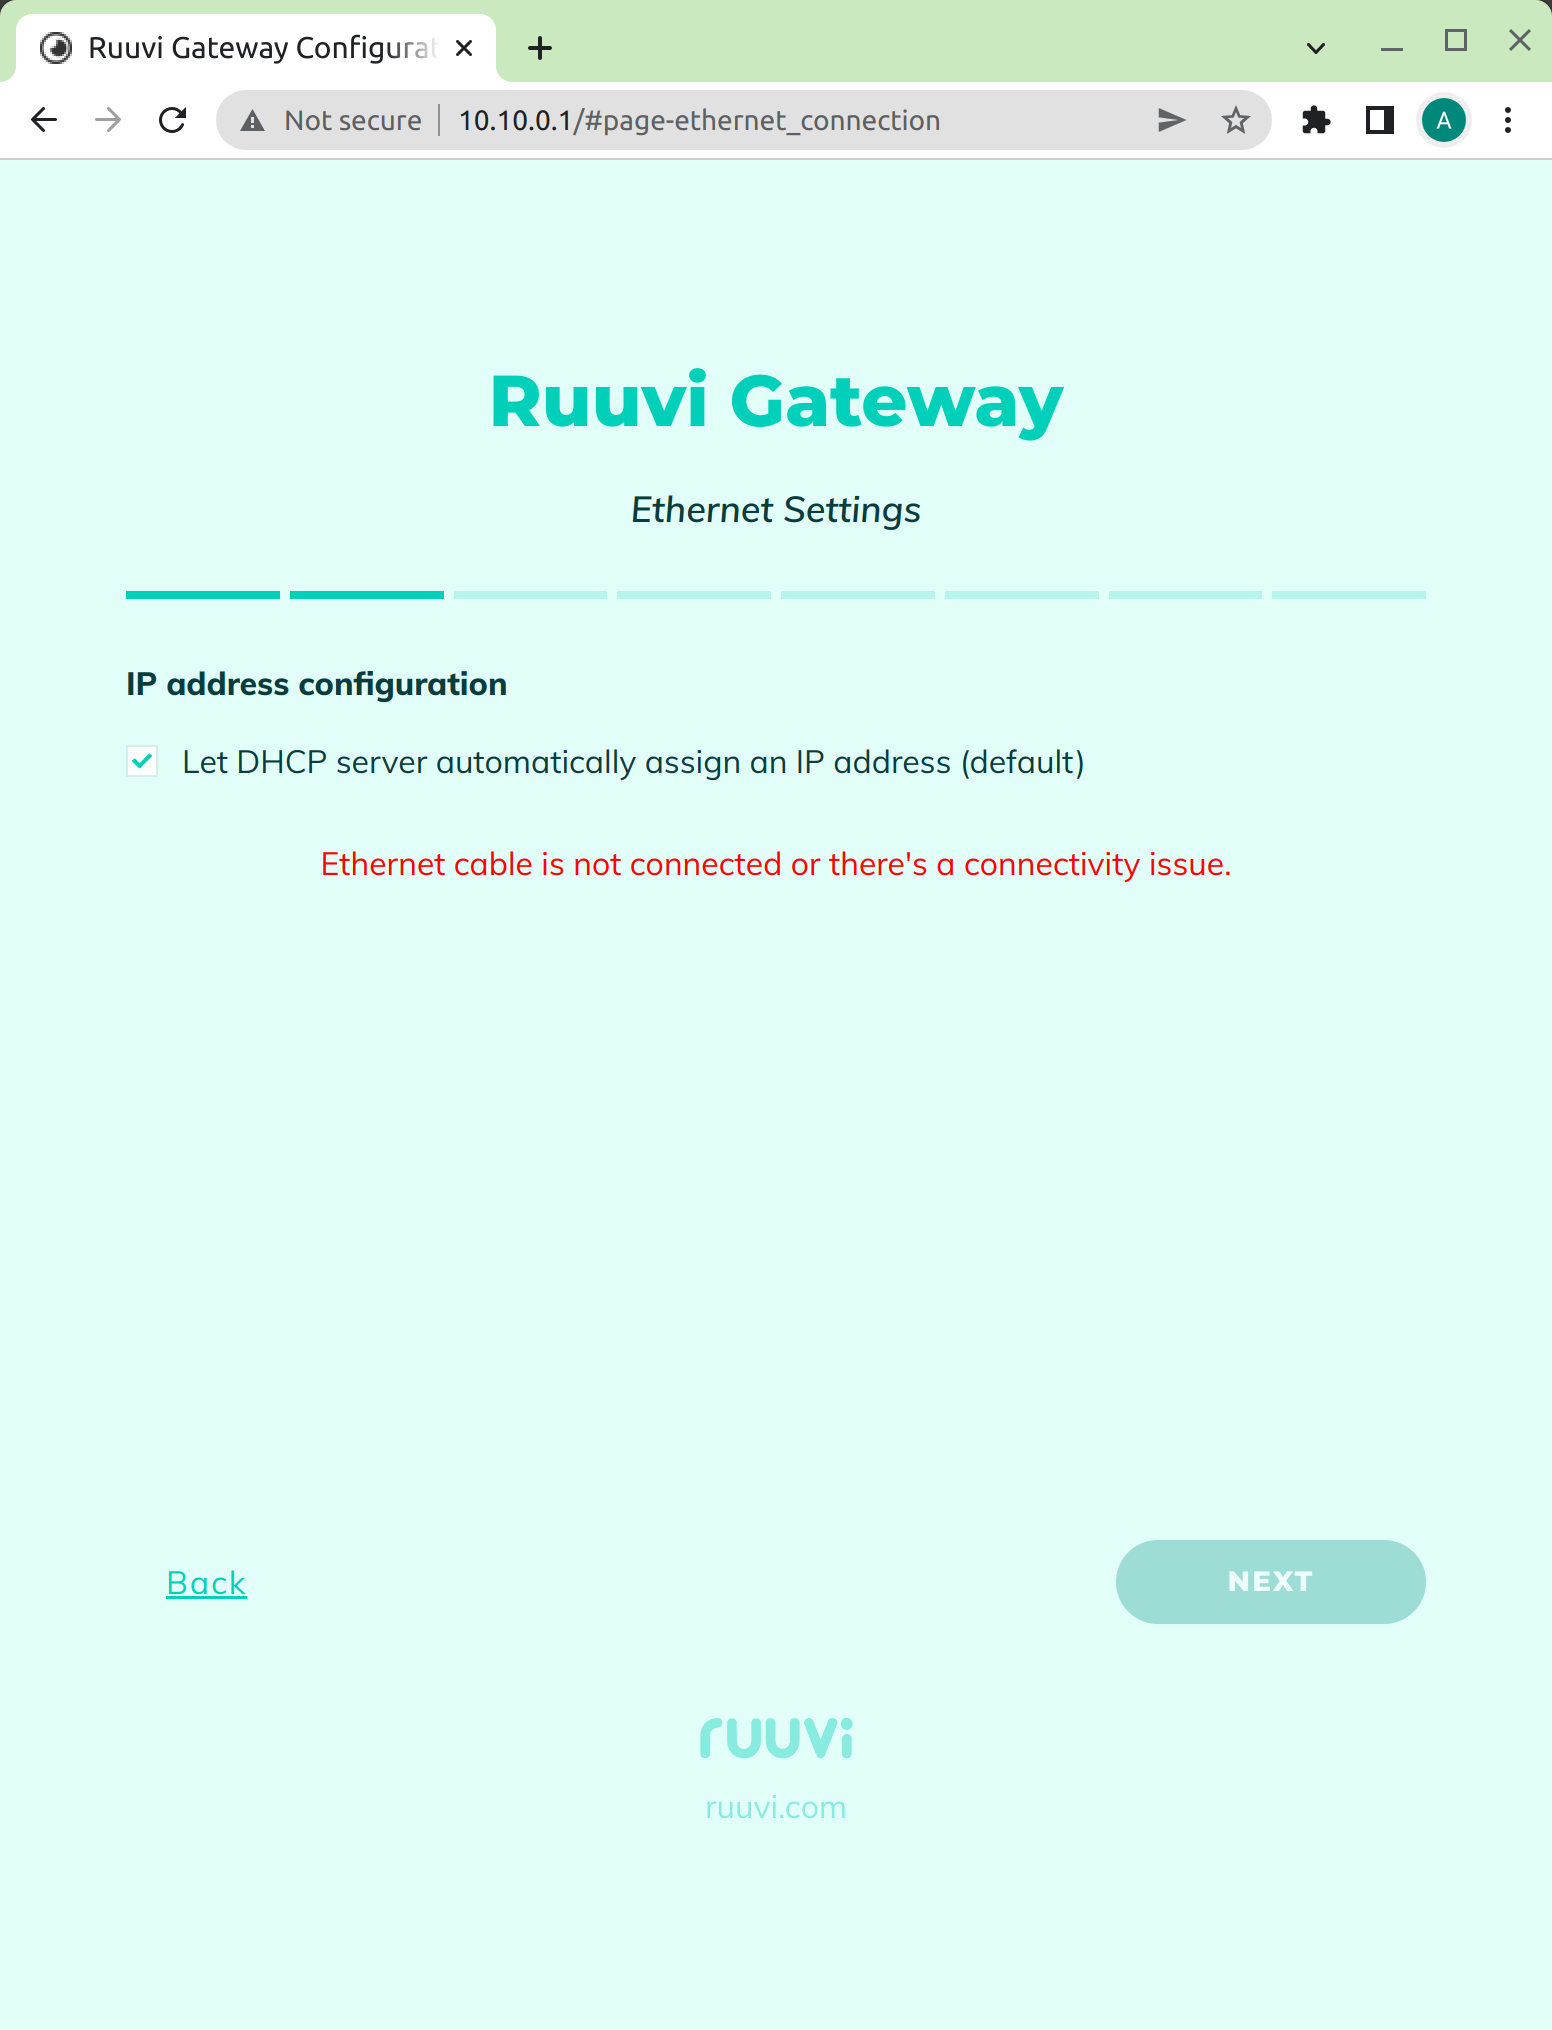 Ruuvi Gateway Configurat
Not secure 10.10.0.1/#page-ethernet_connection
A
Ruuvi Gateway
Ethernet Settings
IP address configuration
Let DHCP server automatically assign an IP address (default)
Ethernet cable is not connected or there's a connectivity issue.
Back
NEXT
ruuvi
ruuvi.com